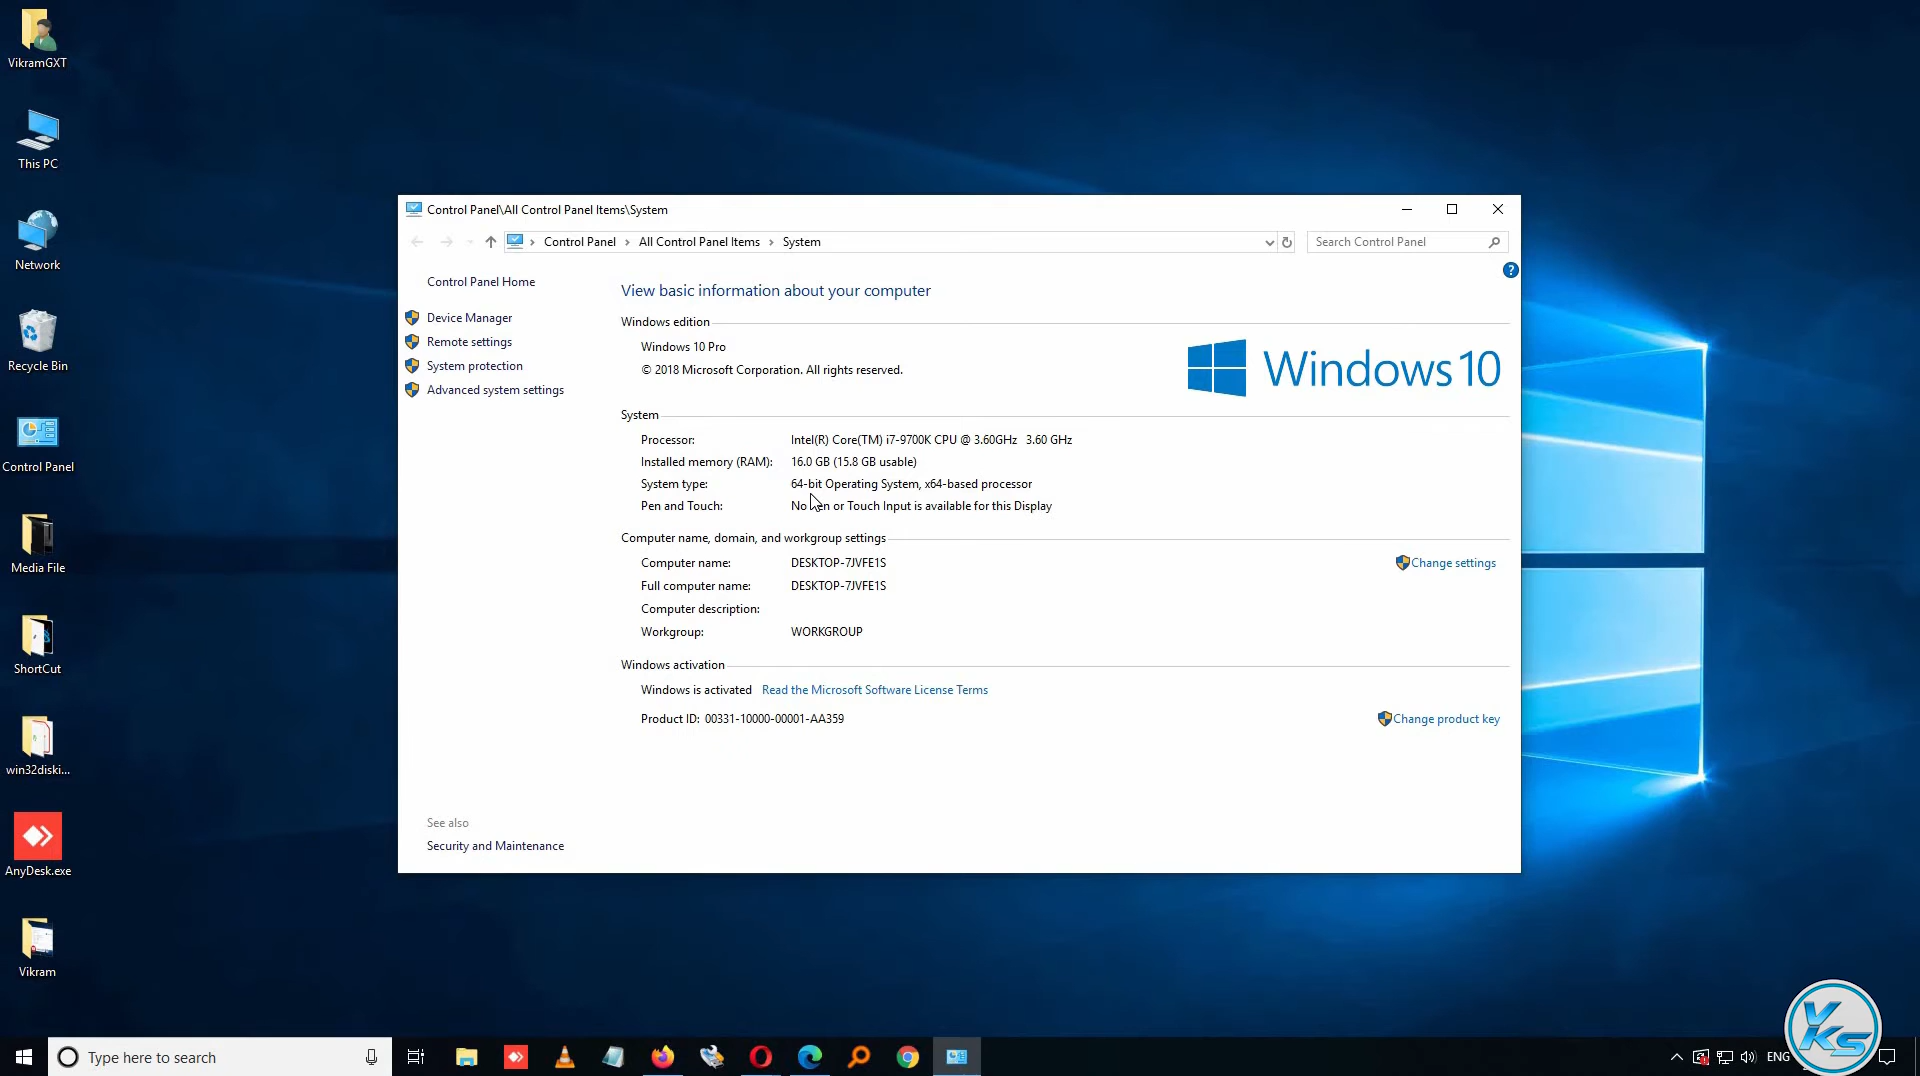 VikramGXT
This PC
Network
Recycle Bin
Control Panel
Media File
ShortCut
win32diski...
AnyDesk.exe
Vikram
Control Panel\All Control Panel Items\System
Control Panel > All Control Panel Items > System
Search Control Panel
Control Panel Home
Device Manager
Remote settings
System protection
Advanced system settings
See also
Security and Maintenance
?
View basic information about your computer
Windows edition
Windows 10 Pro
© 2018 Microsoft Corporation. All rights reserved.
Windows 10
System
Processor: Intel(R) Core(TM) i7-9700K CPU @ 3.60GHz 3.60 GHz
Installed memory (RAM): 16.0 GB (15.8 GB usable)
System type: 64-bit Operating System, x64-based processor
Pen and Touch: No Pen or Touch Input is available for this Display
Computer name, domain, and workgroup settings
Computer name: DESKTOP-7JVFE1S
Change settings
Full computer name: DESKTOP-7JVFE1S
Computer description:
Workgroup: WORKGROUP
Windows activation
Windows is activated Read the Microsoft Software License Terms
Product ID: 00331-10000-00001-AA359
Change product key
Type here to search
ENG
VKS